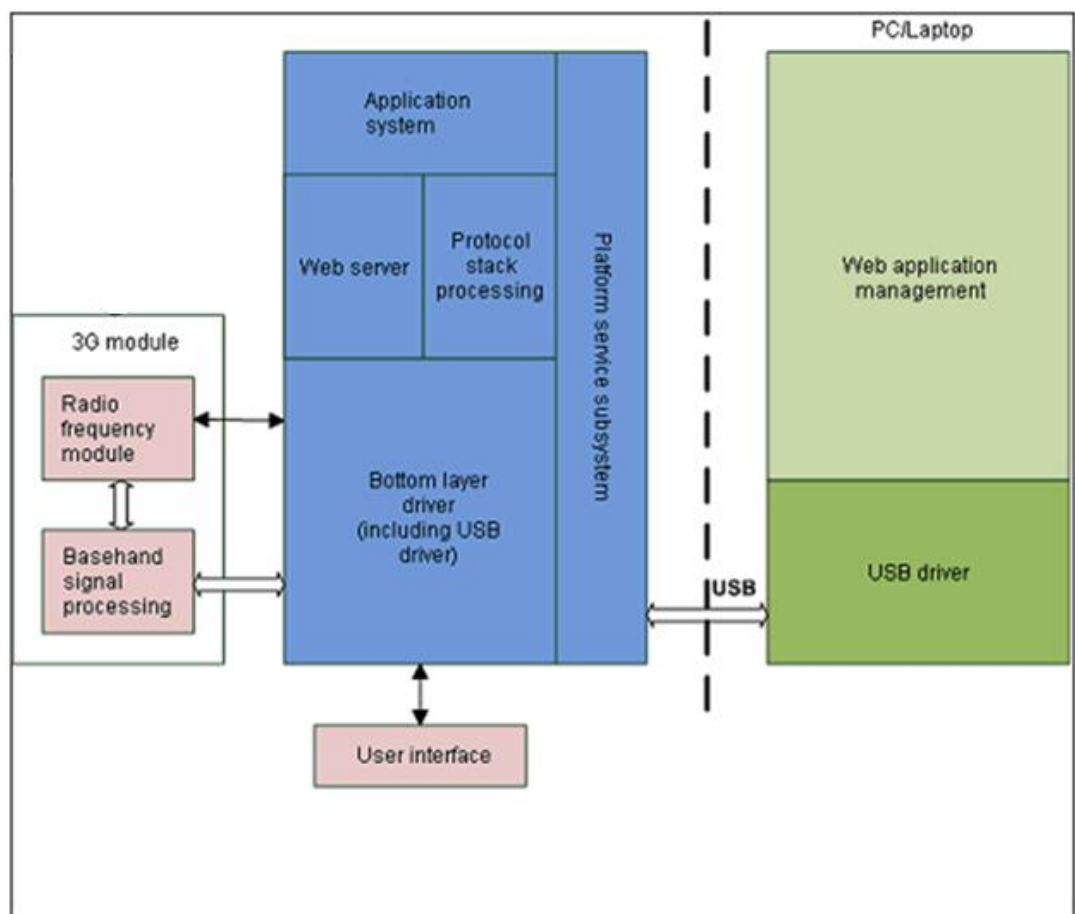 PC/Laptop
Application
system
Web server
Protocol
stack
processing
Platform service subsystem
Web application
management
3G module
Radio
frequency
module
Bottom layer
driver
(including USB
driver)
Basehand
signal
processing
USB
USB driver
User interface